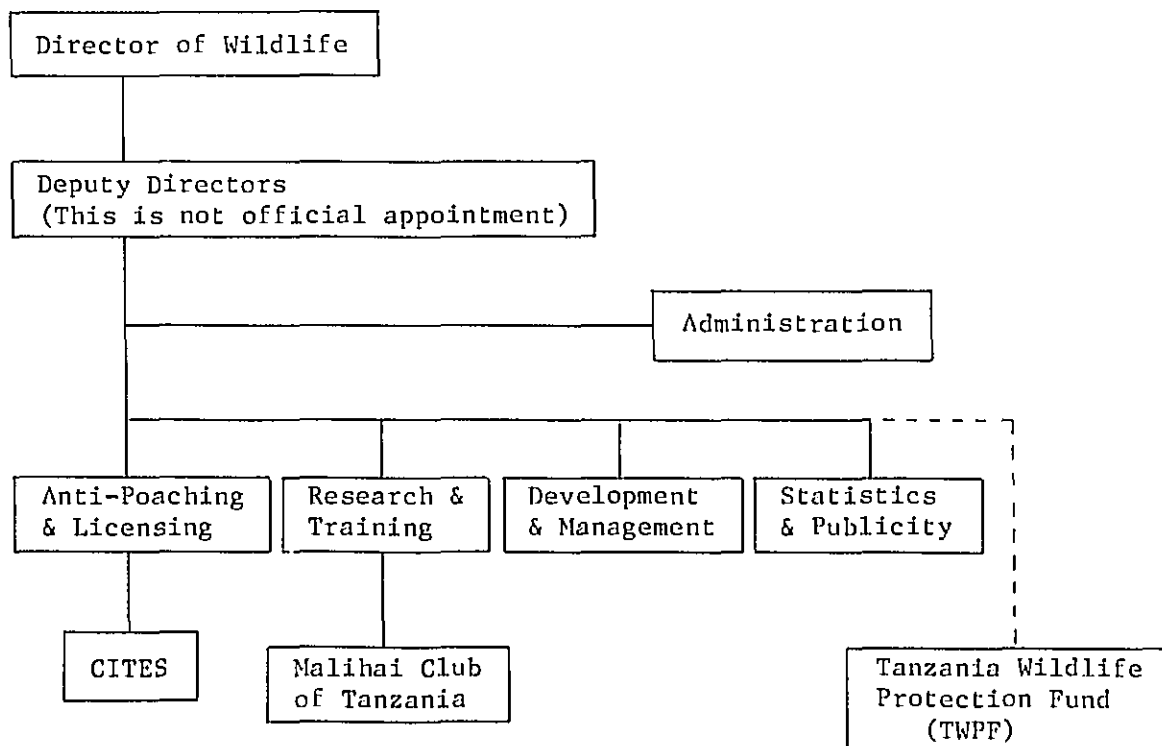 Director of Wildlife
Deputy Directors
(This is not official appointment)
Administration
Anti-Poaching
& Licensing
Research &
Training
Development
& Management
Statistics
& Publicity
CITES
Malihai Club
of Tanzania
Tanzania Wildlife
Protection Fund
(TWPF)